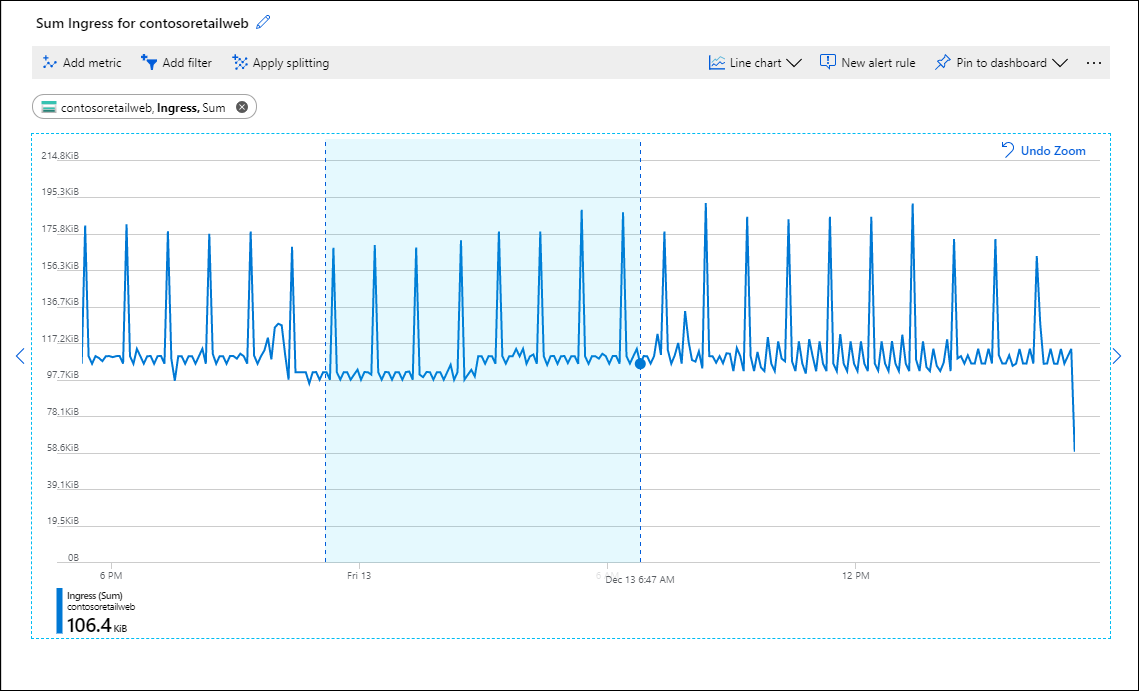 Sum Ingress for contosoretailweb
Add metric Add filter Apply splitting Line chart New alert rule Pin to dashboard ...
contosoretailweb, Ingress, Sum
Undo Zoom
214.8KiB
195.3KiB
175.8KiB
156.3KiB
136.7KiB
117.2KiB
97.7KiB
78.1KiB
58.6KiB
39.1KiB
19.5KiB
0B
6 PM Fri 13 Dec 13 6:47 AM 12 PM
Ingress (Sum)
contosoretailweb
106.4 KiB